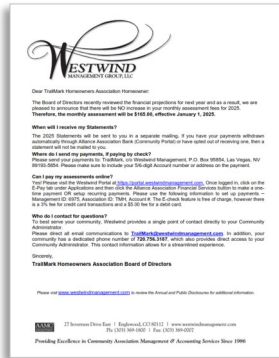 WESTWIND
MANAGEMENT GROUP, LLC
Dear TrailMark Homeowners Association Homeowner:
The Board of Directors recently reviewed the financial projections for next year and as a result, we are
pleased to announce that there will be NO increase in your monthly assessment fees for 2025.
Therefore, the monthly assessment will be $165.00, effective January 1, 2025.
When will I receive my Statements?
The 2025 Statements will be sent to you in a separate mailing. If you have your payments withdrawn
automatically through Alliance Association Bank (Community Portal) or have opted out of receiving one, then a
statement will not be mailed to you.
Where do I send my payments, if paying by check?
Please send your payments to: TrailMark, c/o Westwind Management, P.O. Box 95854, Las Vegas, NV
89193-5854. Please make sure to include your 5/6-digit Account number or address on the payment.
Can I pay my assessments online?
Yes! Please visit the Westwind Portal at https://portal.westwindmanagement.com. Once logged in, click on the
E-Pay tab under Applications and then click the Alliance Association Financial Services button to make a one-
time payment OR setup recurring payments. Please use the following information to set up payments –
Management ID: 6975, Association ID: TMH, Account #: The E-check feature is free of charge, however there
is a 3% fee for credit card transactions and a $5.00 fee for a debit card.
Who do I contact for questions?
To best serve your community, Westwind provides a single point of contact directly to your Community
Administrator.
Please direct all email communications to TrailMark@westwindmanagement.com. In addition, your
community has a dedicated phone number of 720.796.3187, which also provides direct access to your
Community Administrator. This contact information allows for a streamlined experience.
Sincerely,
TrailMark Homeowners Association Board of Directors
Please visit www.westwindmanagement.com to review the Annual and Public Disclosures for additional information.
AAMC
27 Inverness Drive East | Englewood, CO 80112 | www.westwindmanagement.com
Ph: (303) 369-1800 | Fax: (303) 369-2007
Providing Excellence in Community Association Management & Accounting Services Since 1986